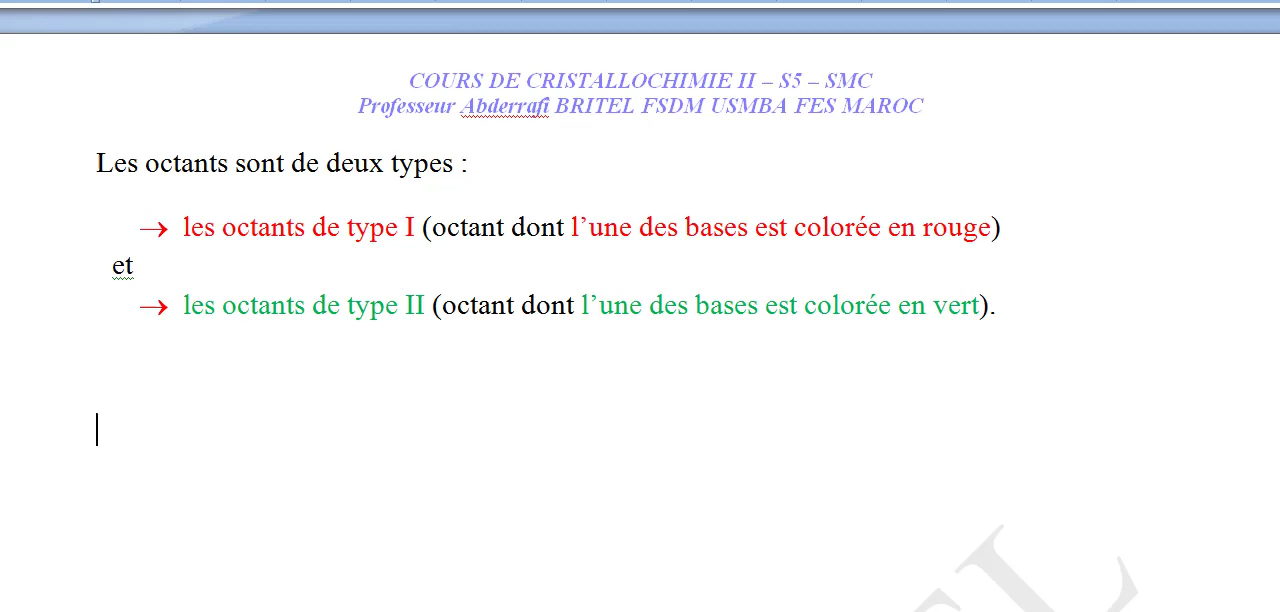 COURS DE CRISTALLOCHIMIE II – S5 – SMC
Professeur Abderrafi BRITEL FSDM USMBA FES MAROC
Les octants sont de deux types :
→ les octants de type I (octant dont l’une des bases est colorée en rouge)
et
→ les octants de type II (octant dont l’une des bases est colorée en vert).